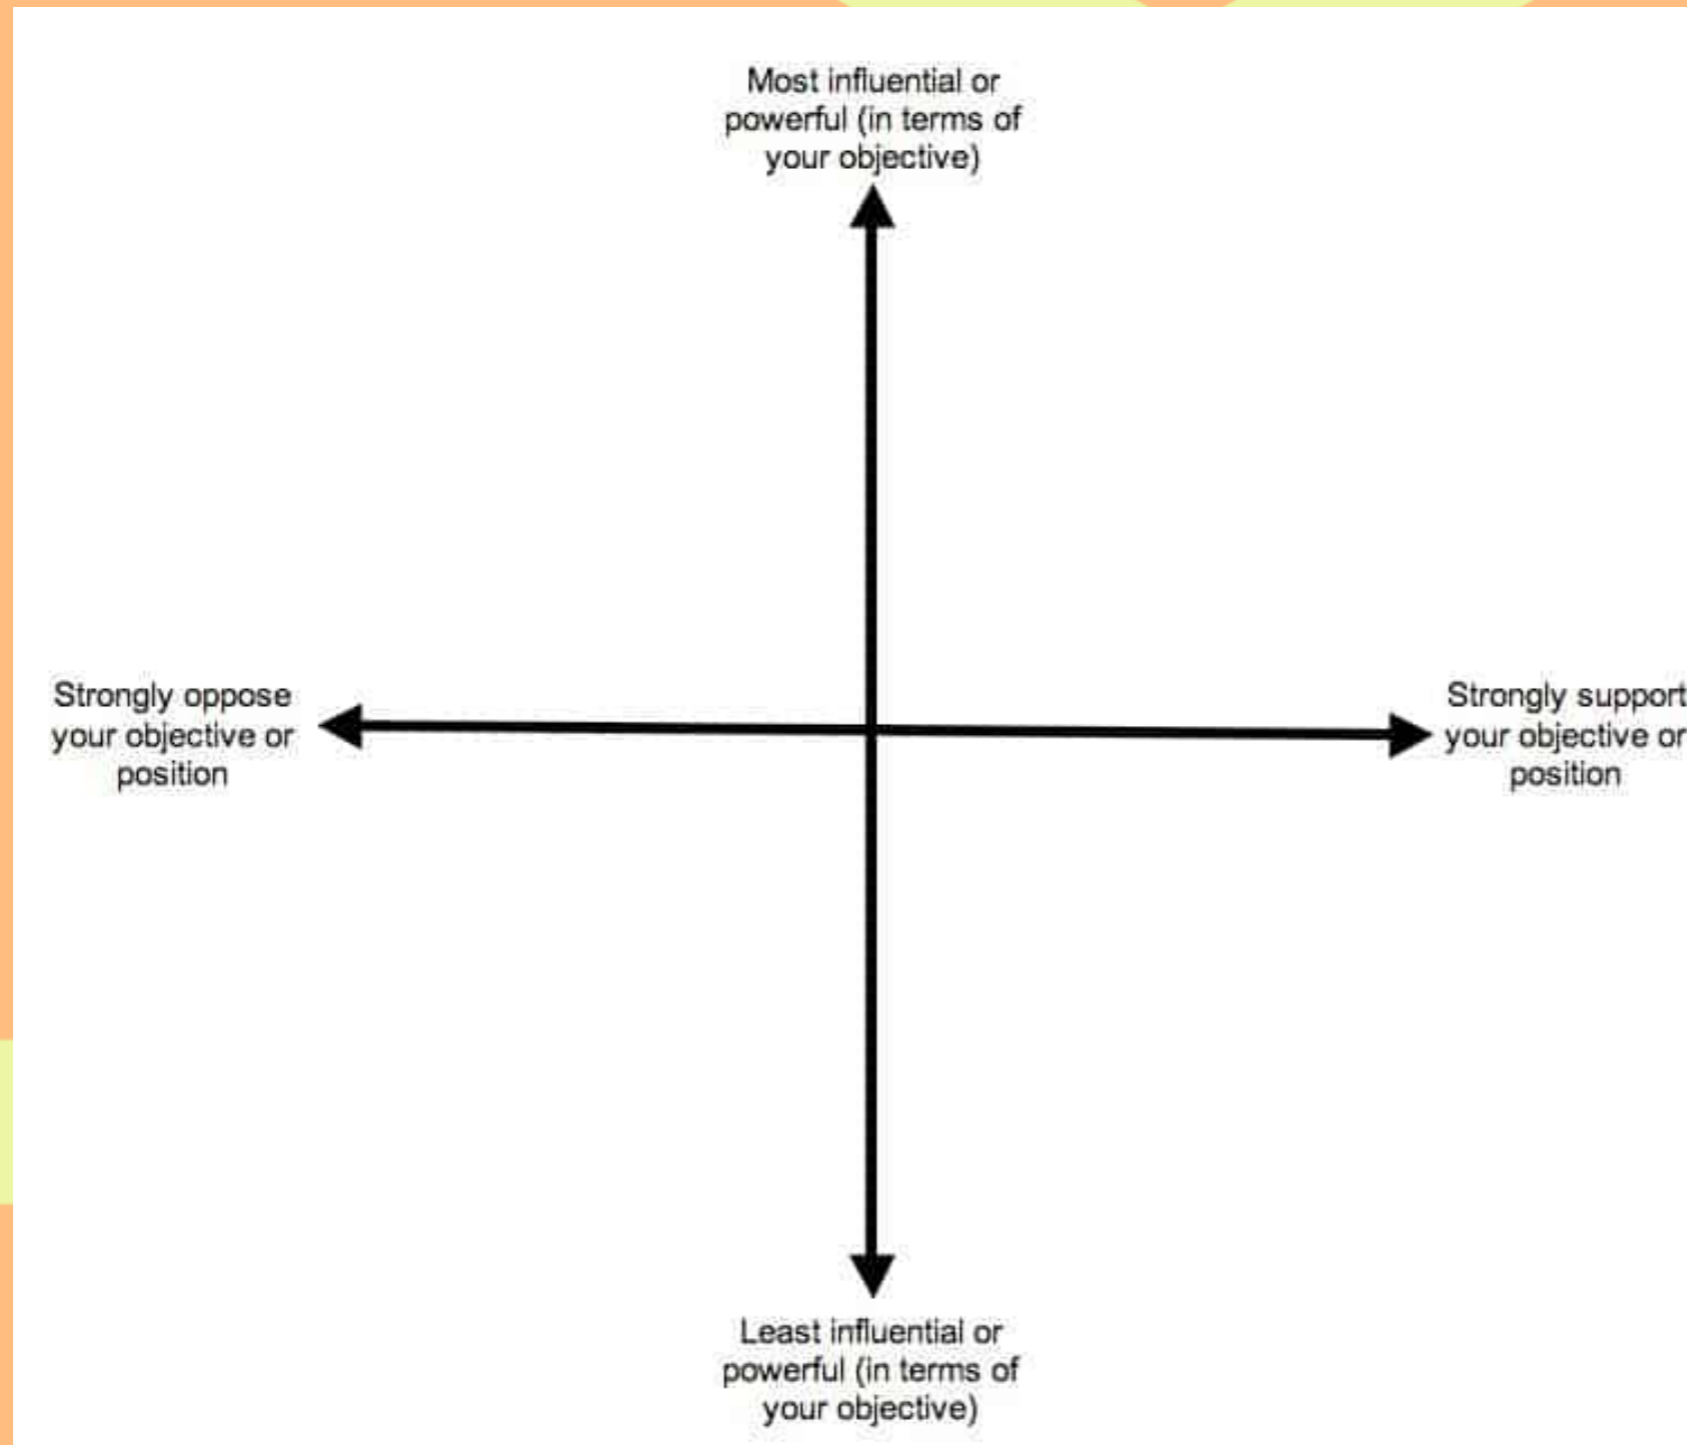 Most influential or
powerful (in terms of
your objective)
Strongly oppose
your objective or
position
Strongly support
your objective or
position
Least influential or
powerful (in terms of
your objective)